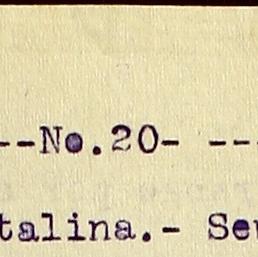 --No.20- --
talina.- Se